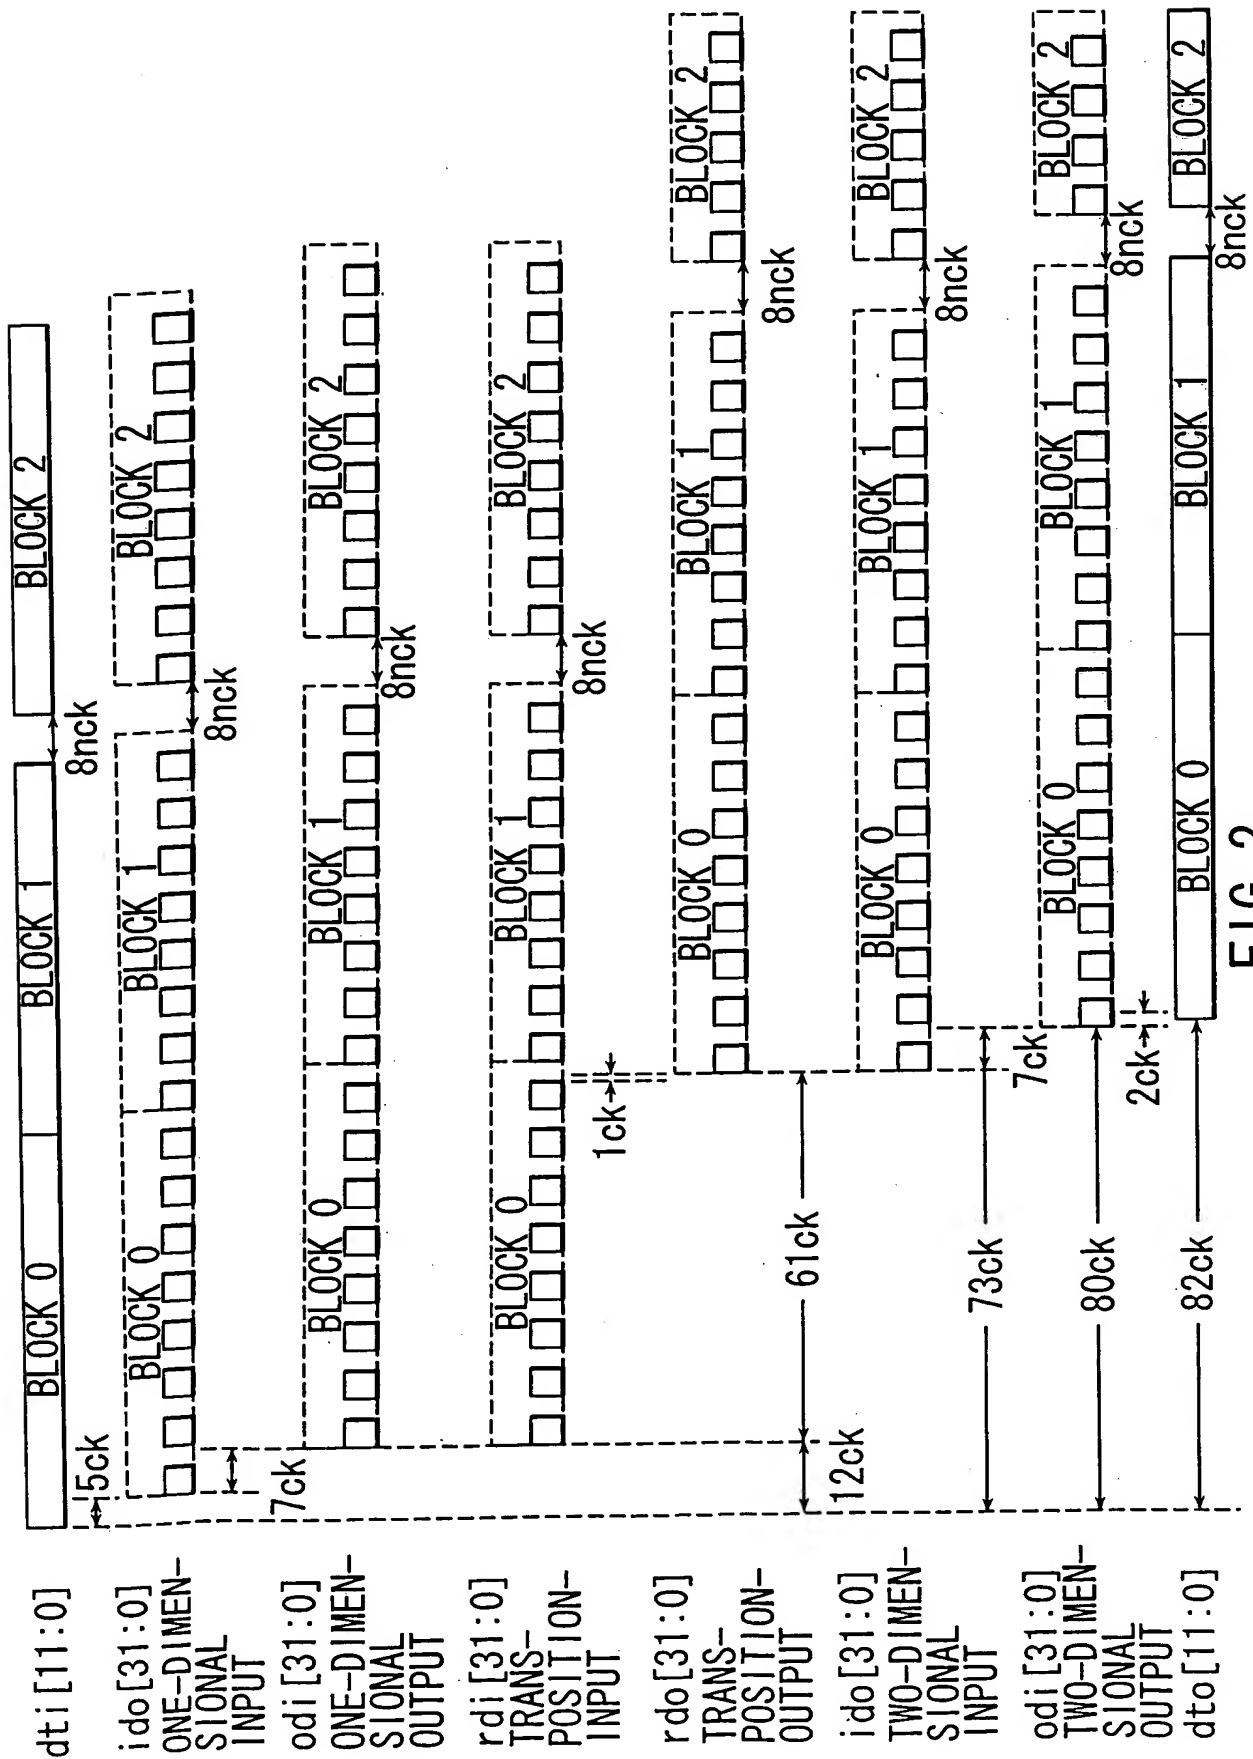 dti[11:0]
BLOCK 0
BLOCK 1
BLOCK 2
8nck
5ck
ido[31:0]
ONE-DIMEN-
SIONAL
INPUT
BLOCK 0
BLOCK 1
BLOCK 2
8nck
7ck
odi[31:0]
ONE-DIMEN-
SIONAL
OUTPUT
BLOCK 0
BLOCK 1
BLOCK 2
8nck
rdi[31:0]
TRANS-
POSITION-
INPUT
BLOCK 0
BLOCK 1
BLOCK 2
8nck
1ck
rdo[31:0]
TRANS-
POSITION-
OUTPUT
BLOCK 0
BLOCK 1
BLOCK 2
8nck
12ck
61ck
ido[31:0]
TWO-DIMEN-
SIONAL
INPUT
BLOCK 0
BLOCK 1
BLOCK 2
8nck
73ck
7ck
odi[31:0]
TWO-DIMEN-
SIONAL
OUTPUT
BLOCK 0
BLOCK 1
BLOCK 2
8nck
80ck
2ck
dto[11:0]
82ck
BLOCK 0
BLOCK 1
BLOCK 2
8nck
FIG. 2